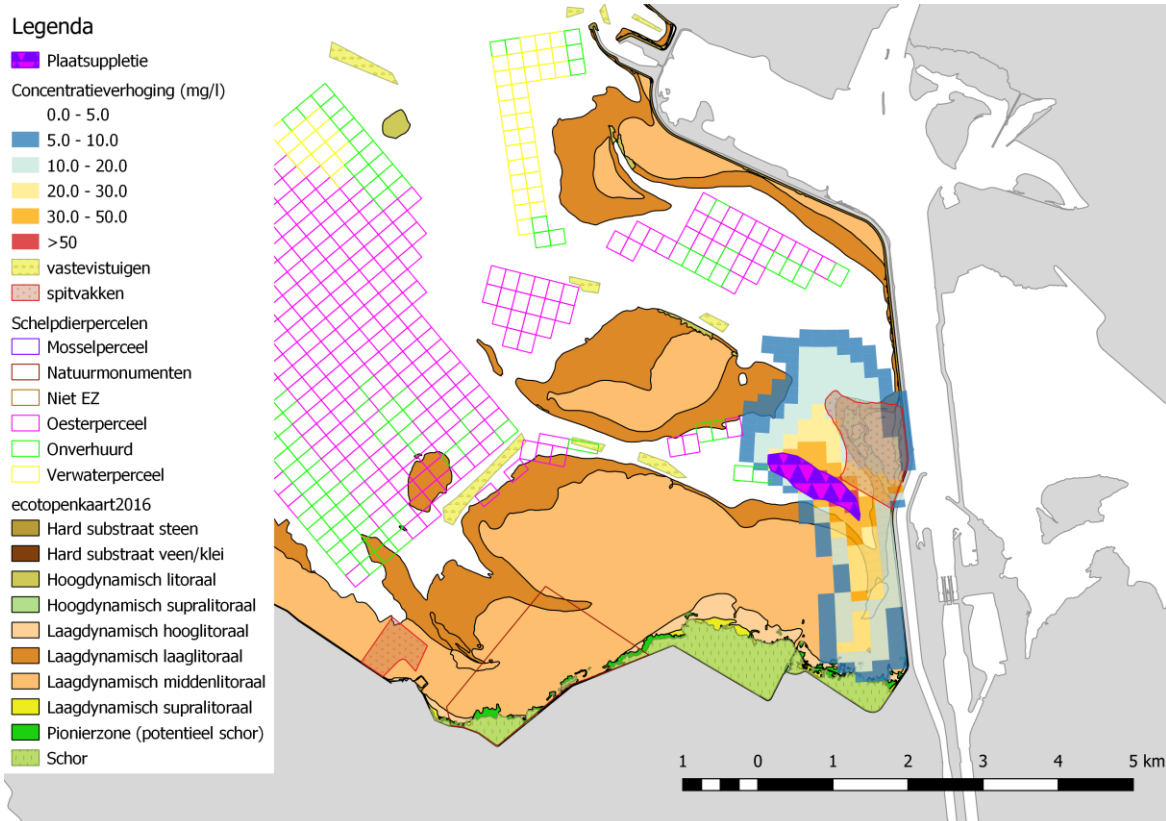 Legenda
Plaatsuppletie
Concentratieverhoging (mg/l)
0.0 - 5.0
5.0 - 10.0
10.0 - 20.0
20.0 - 30.0
30.0 - 50.0
>50
vastevistuigen
spitvakken
Schelpdierpercelen
Mosselperceel
Natuurmonumenten
Niet EZ
Oesterperceel
Onverhuurd
Verwaterperceel
ecotopenkaart2016
Hard substraat steen
Hard substraat veen/klei
Hoogdynamisch litoraal
Hoogdynamisch supralitoraal
Laagdynamisch hooglitoraal
Laagdynamisch laaglitoraal
Laagdynamisch middenlitoraal
Laagdynamisch supralitoraal
Pionierzone (potentieel schor)
Schor
1 0 1 2 3 4 5 km